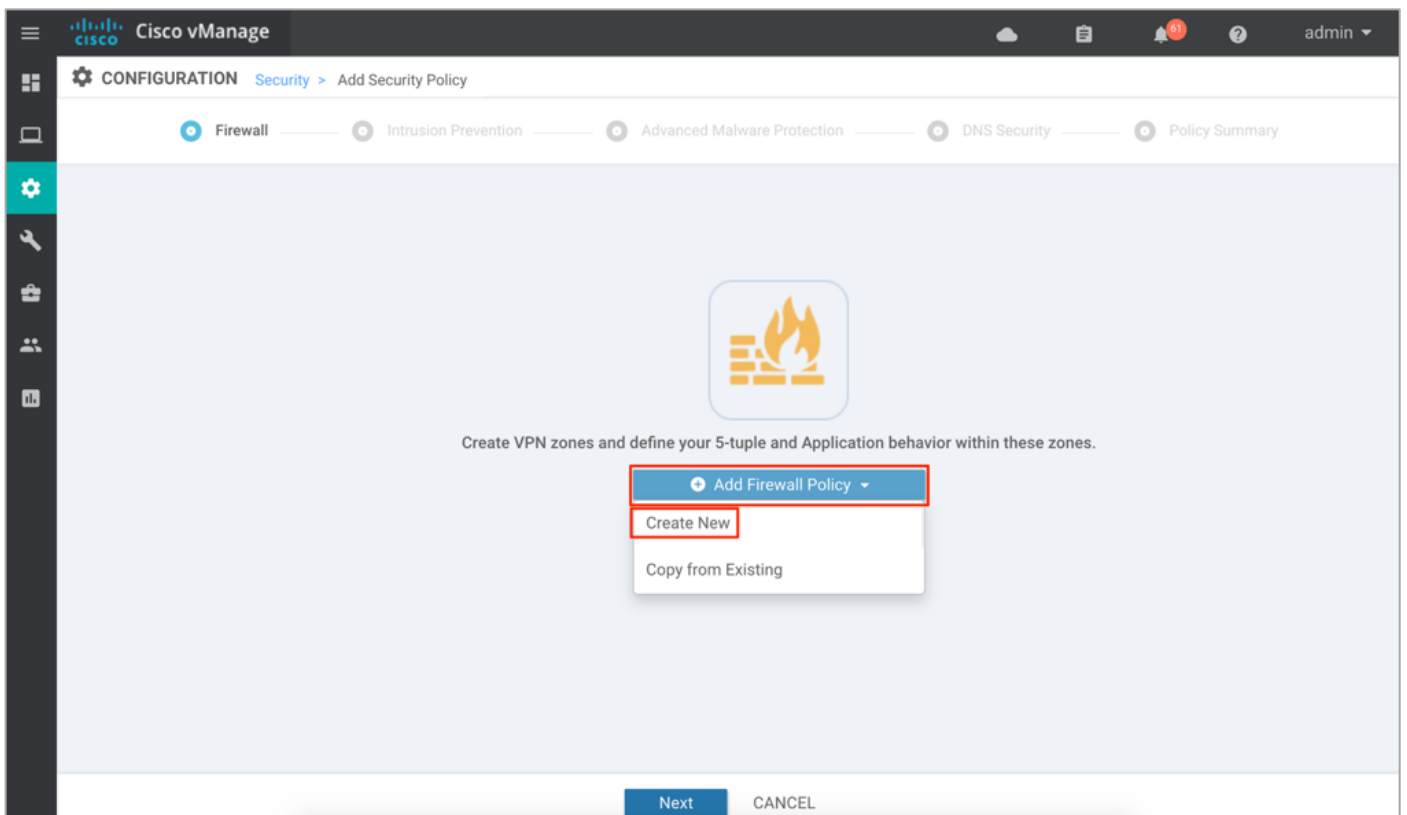 cisco Cisco vManage 61 admin
CONFIGURATION Security > Add Security Policy
Firewall Intrusion Prevention Advanced Malware Protection DNS Security Policy Summary
Create VPN zones and define your 5-tuple and Application behavior within these zones.
Add Firewall Policy
Create New
Copy from Existing
Next CANCEL